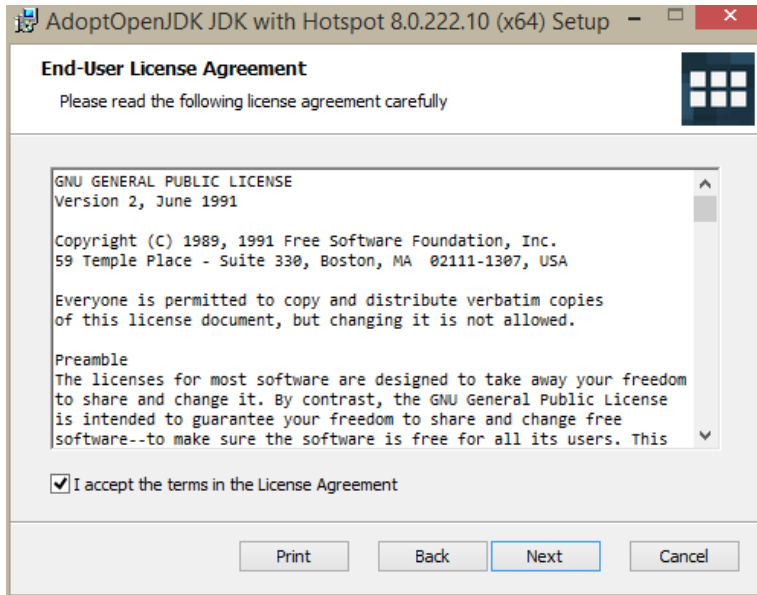 AdoptOpenJDK JDK with Hotspot 8.0.222.10 (x64) Setup
End-User License Agreement
Please read the following license agreement carefully
GNU GENERAL PUBLIC LICENSE
Version 2, June 1991
Copyright (C) 1989, 1991 Free Software Foundation, Inc.
59 Temple Place - Suite 330, Boston, MA  02111-1307, USA
Everyone is permitted to copy and distribute verbatim copies
of this license document, but changing it is not allowed.
Preamble
The licenses for most software are designed to take away your freedom
to share and change it. By contrast, the GNU General Public License
is intended to guarantee your freedom to share and change free
software--to make sure the software is free for all its users. This
I accept the terms in the License Agreement
Print Back Next Cancel